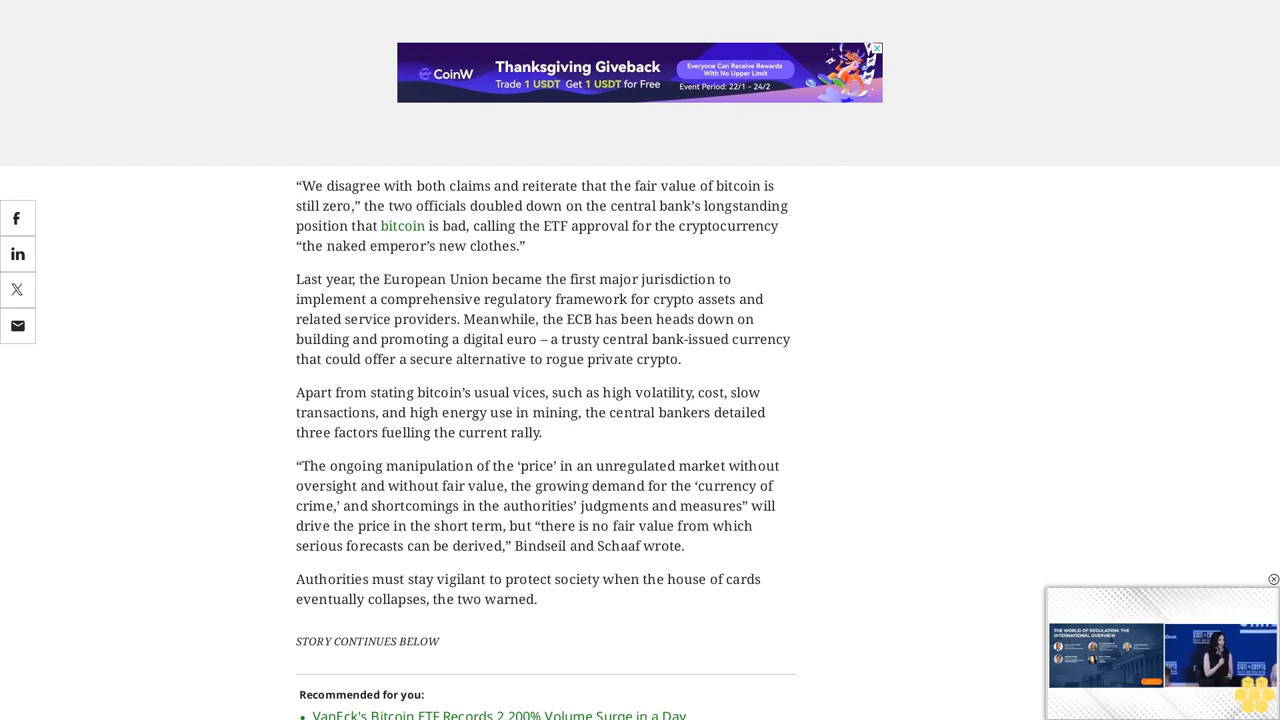 CoinW
Thanksgiving Giveback
Trade 1 USDT Get 1 USDT for Free
Everyone Can Receive Rewards
With No Upper Limit
Event Period: 22/1 - 24/2
“We disagree with both claims and reiterate that the fair value of bitcoin is
still zero,” the two officials doubled down on the central bank’s longstanding
position that bitcoin is bad, calling the ETF approval for the cryptocurrency
“the naked emperor’s new clothes.”
Last year, the European Union became the first major jurisdiction to
implement a comprehensive regulatory framework for crypto assets and
related service providers. Meanwhile, the ECB has been heads down on
building and promoting a digital euro – a trusty central bank-issued currency
that could offer a secure alternative to rogue private crypto.
Apart from stating bitcoin’s usual vices, such as high volatility, cost, slow
transactions, and high energy use in mining, the central bankers detailed
three factors fuelling the current rally.
“The ongoing manipulation of the ‘price’ in an unregulated market without
oversight and without fair value, the growing demand for the ‘currency of
crime,’ and shortcomings in the authorities’ judgments and measures” will
drive the price in the short term, but “there is no fair value from which
serious forecasts can be derived,” Bindseil and Schaaf wrote.
Authorities must stay vigilant to protect society when the house of cards
eventually collapses, the two warned.
STORY CONTINUES BELOW
Recommended for you:
• VanEck's Bitcoin ETF Records 2,200% Volume Surge in a Day
THE WORLD OF REGULATION: THE
INTERNATIONAL OVERVIEW